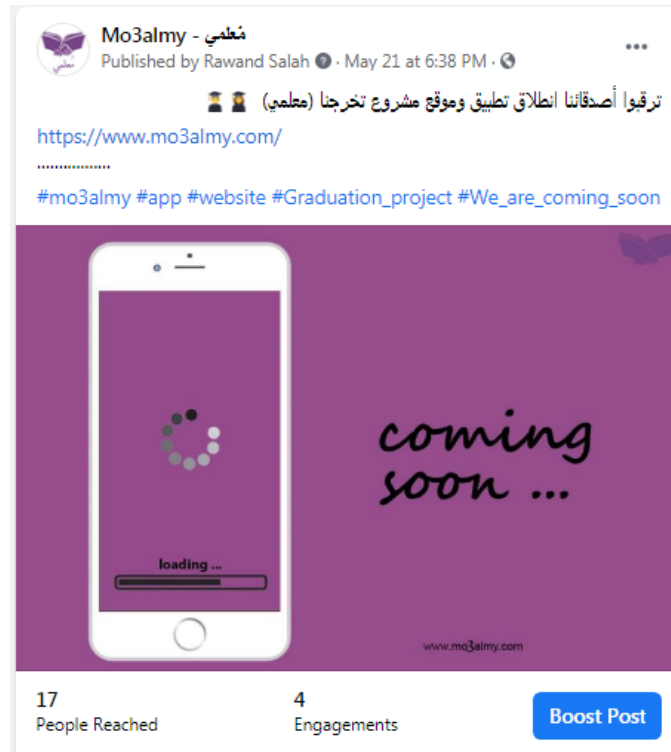 Mo3almy - مُعلمي
Published by Rawand Salah · May 21 at 6:38 PM ·
ترقبوا أصدقائنا انطلاق تطبيق وموقع مشروع تخرجنا (معلمي) 👩‍🎓 👨‍🎓
https://www.mo3almy.com/
.................
#mo3almy #app #website #Graduation_project #We_are_coming_soon
معلمي
coming
soon ...
loading ...
www.mo3almy.com
17
People Reached
4
Engagements
Boost Post